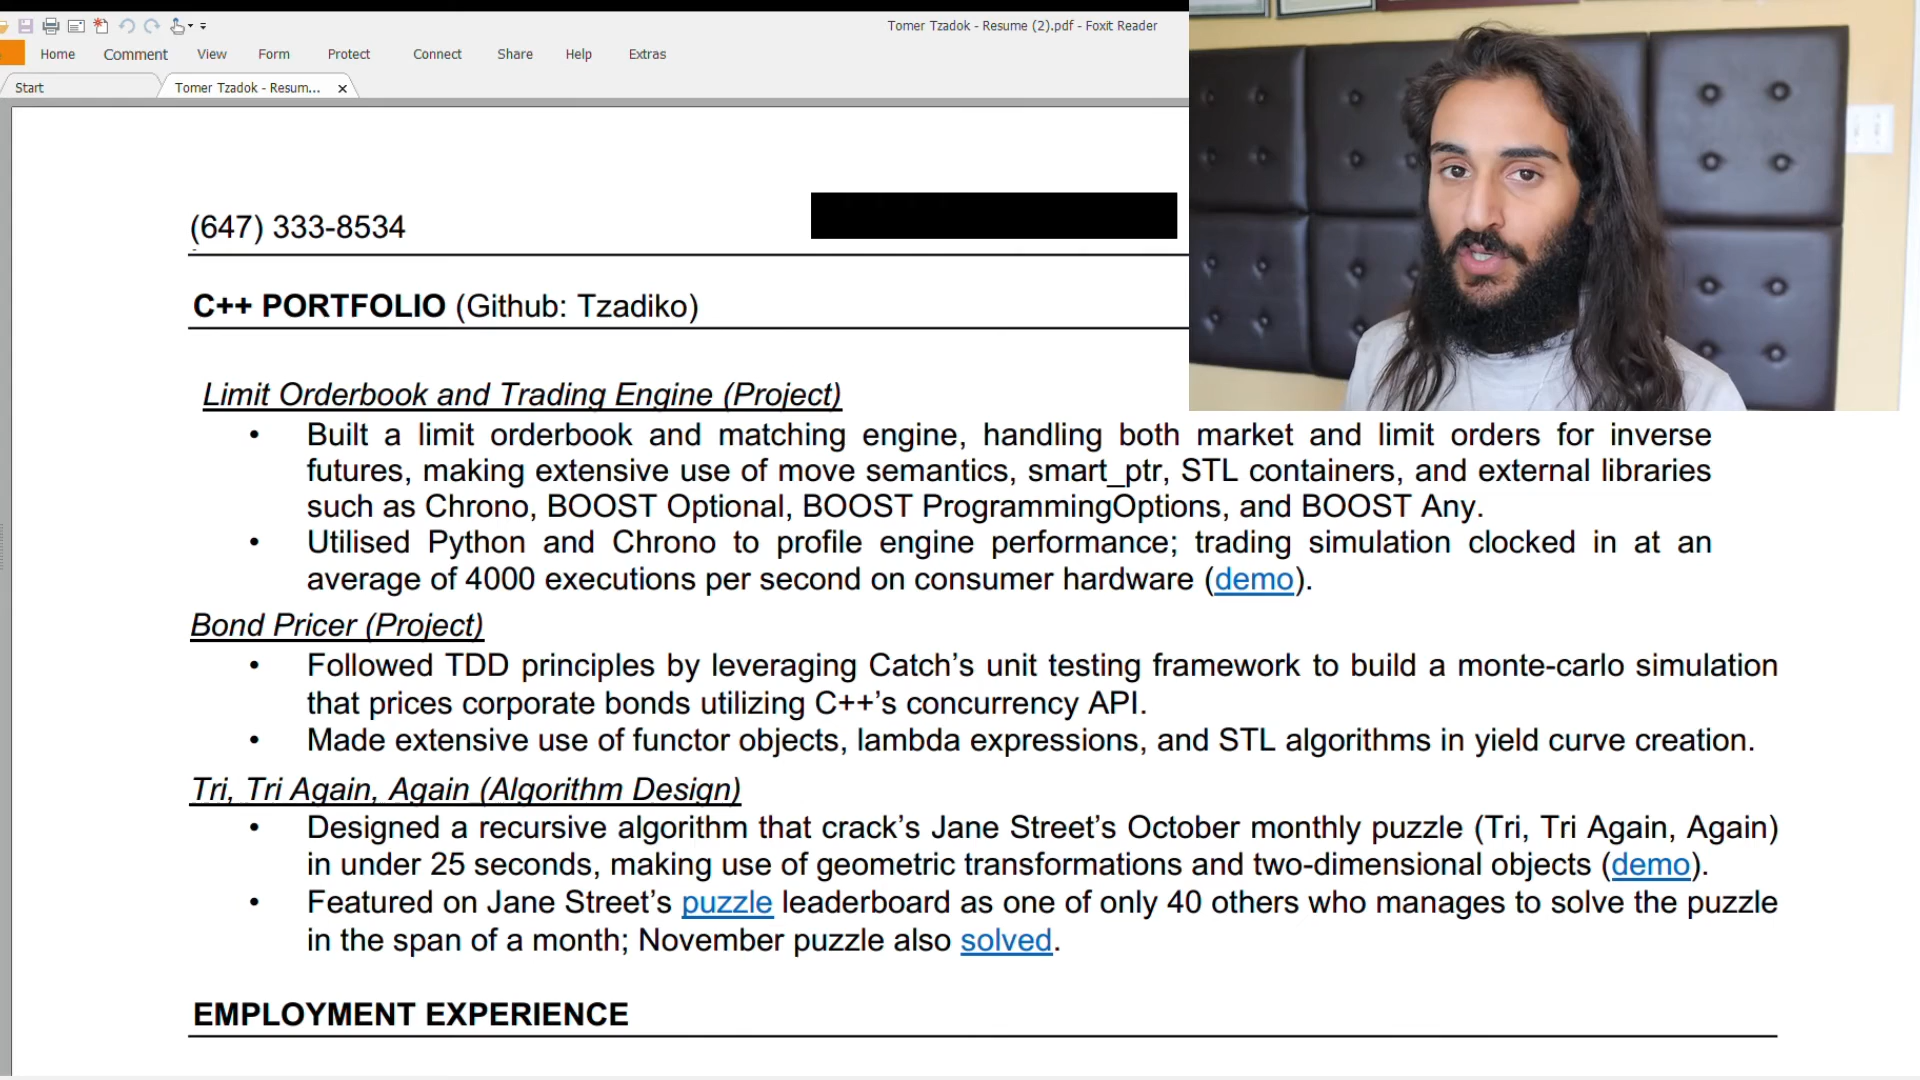 Tomer Tzadok - Resume (2).pdf - Foxit Reader
Home Comment View Form Protect Connect Share Help Extras
Start Tomer Tzadok - Resum...
(647) 333-8534
C++ PORTFOLIO (Github: Tzadiko)
Limit Orderbook and Trading Engine (Project)
• Built a limit orderbook and matching engine, handling both market and limit orders for inverse
futures, making extensive use of move semantics, smart_ptr, STL containers, and external libraries
such as Chrono, BOOST Optional, BOOST ProgrammingOptions, and BOOST Any.
• Utilised Python and Chrono to profile engine performance; trading simulation clocked in at an
average of 4000 executions per second on consumer hardware (demo).
Bond Pricer (Project)
• Followed TDD principles by leveraging Catch’s unit testing framework to build a monte-carlo simulation
that prices corporate bonds utilizing C++’s concurrency API.
• Made extensive use of functor objects, lambda expressions, and STL algorithms in yield curve creation.
Tri, Tri Again, Again (Algorithm Design)
• Designed a recursive algorithm that crack’s Jane Street’s October monthly puzzle (Tri, Tri Again, Again)
in under 25 seconds, making use of geometric transformations and two-dimensional objects (demo).
• Featured on Jane Street’s puzzle leaderboard as one of only 40 others who manages to solve the puzzle
in the span of a month; November puzzle also solved.
EMPLOYMENT EXPERIENCE